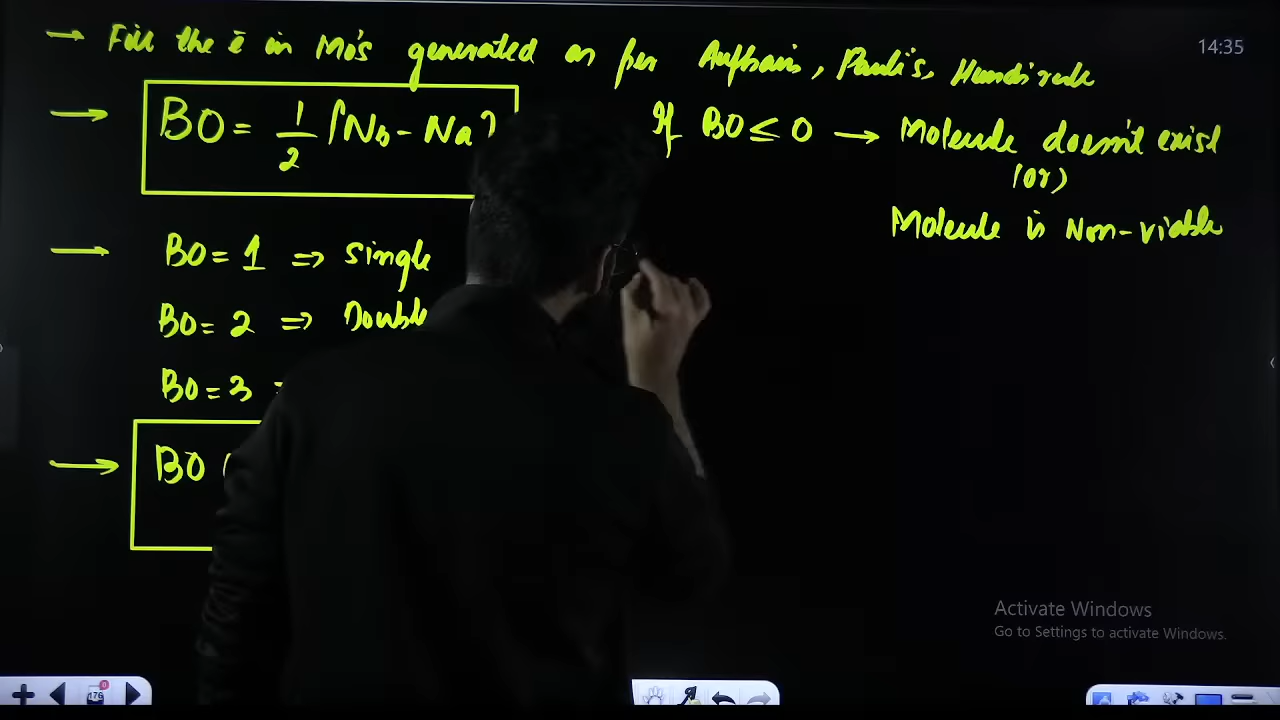 14:35
→ Fill the ē in MO's generated as per Aufbau's, Pauli's, Hund's rule
→ BO = 1/2 [Nb - Na]
If BO ≤ 0 → Molecule doesn't exist
(or)
Molecule is Non-viable
→ BO = 1 ⇒ Single
BO = 2 ⇒ Double
BO = 3
→ BO
Activate Windows
Go to Settings to activate Windows.
176